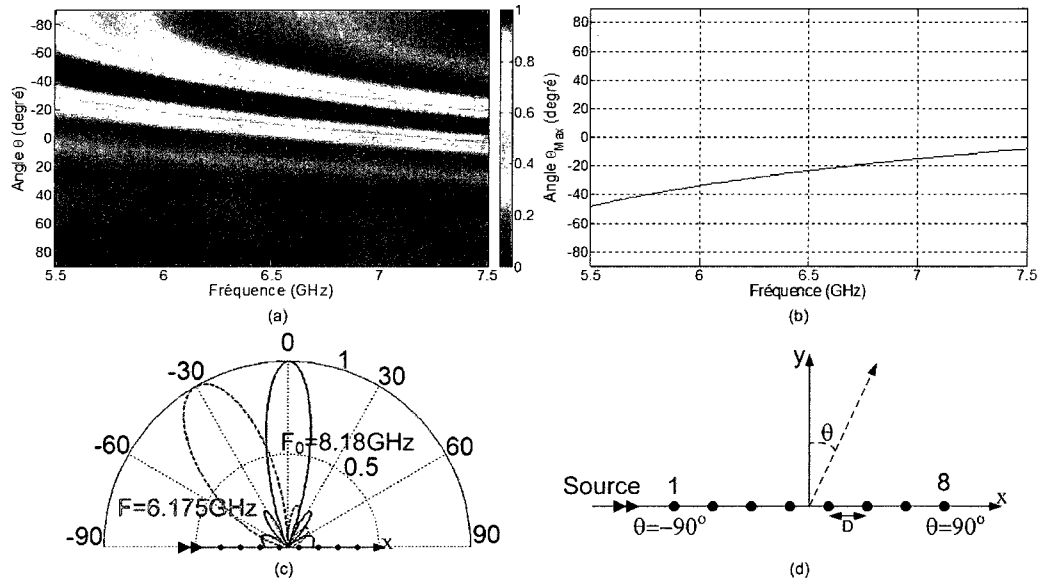 -80
-60
-40
-20
0
20
40
60
80
Angle θ (degré)
5.5
6
6.5
7
7.5
Fréquence (GHz)
1
0.8
0.6
0.4
0.2
0
(a)
80
60
40
20
0
-20
-40
-60
-80
Angle θMax (degré)
5.5
6
6.5
7
7.5
Fréquence (GHz)
(b)
0
-30
1
30
-60
F0=8.18GHz
60
0.5
F=6.175GHz
-90
x
90
(c)
y
θ
Source
1
8
x
θ=-90°
D
θ=90°
(d)